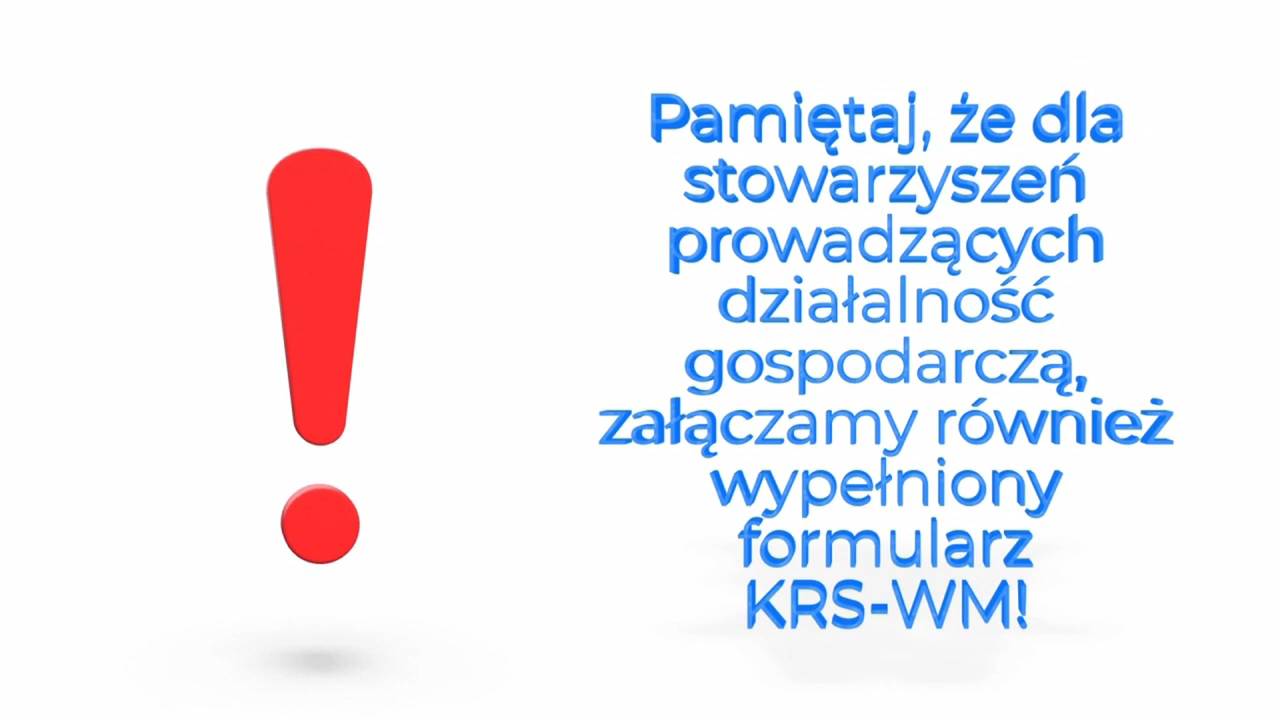 Pamiętaj, że dla
stowarzyszeń
prowadzących
działalność
gospodarczą,
załączamy również
wypełniony
formularz
KRS-WM!